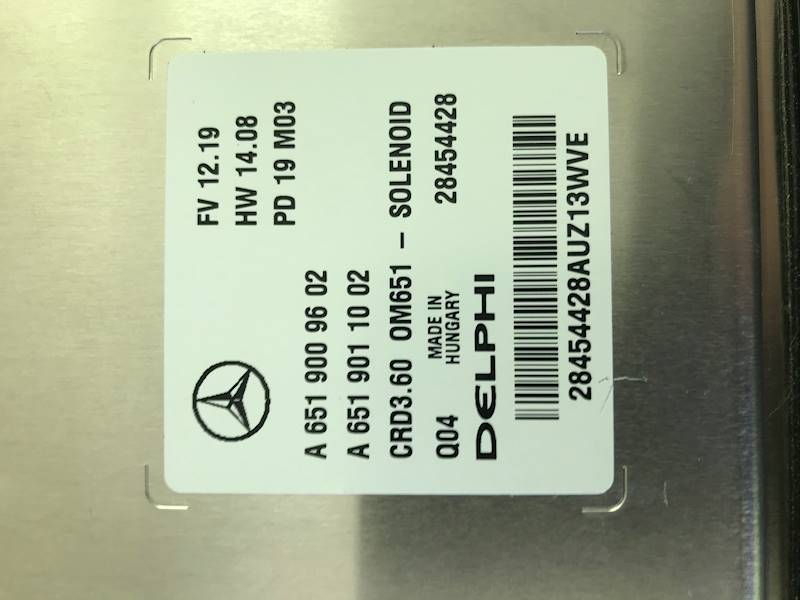 FV 12.19
HW 14.08
PD 19 M03
A 651 900 96 02
A 651 901 10 02
CRD3.60 OM651 – SOLENOID
Q04 MADE IN HUNGARY 28454428
DELPHI
28454428AUZ13WVE